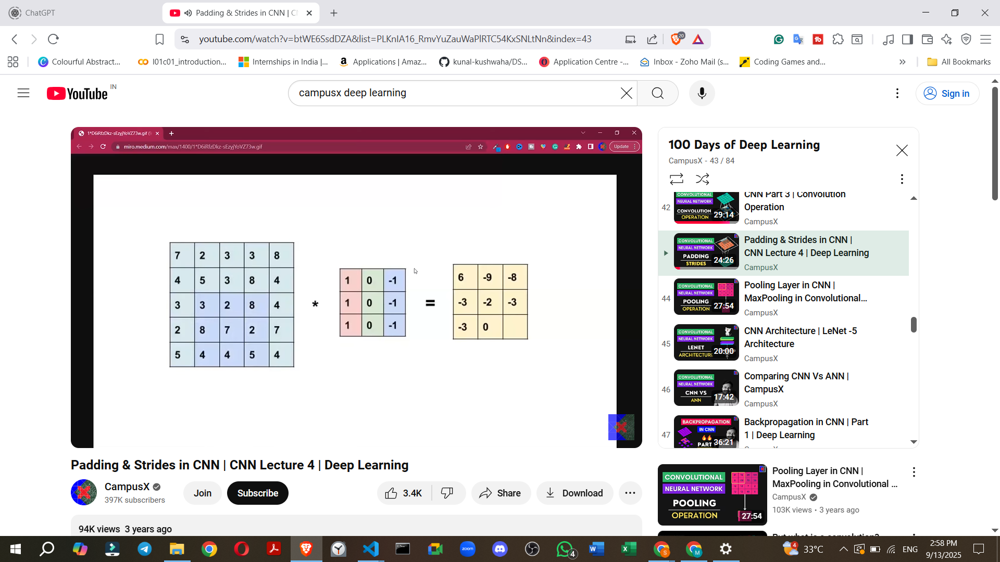 ChatGPT
Padding & Strides in CNN | C
youtube.com/watch?v=btWE6SsdDZA&list=PLKnIA16_RmvYuZauWaPlRTC54KxSNLtNn&index=43
20
Colourful Abstract...
l01c01_introduction...
Internships in India |...
Applications | Amaz...
kunal-kushwaha/DS...
Application Centre -...
Inbox - Zoho Mail (s...
Coding Games and...
All Bookmarks
YouTube IN
campusx deep learning
Sign in
1*D6iRfzDkz-sEzyjYoVZ73w.gif
miro.medium.com/max/1400/1*D6iRfzDkz-sEzyjYoVZ73w.gif
Update
7 2 3 3 8
4 5 3 8 4
3 3 2 8 4
2 8 7 2 7
5 4 4 5 4
*
1 0 -1
1 0 -1
1 0 -1
=
6 -9 -8
-3 -2 -3
-3 0
100 Days of Deep Learning
CampusX - 43 / 84
42
CONVOLUTIONAL
NEURAL NETWORK
CONVOLUTION
OPERATION
29:14
CNN Part 3 | Convolution
Operation
CampusX
CONVOLUTIONAL
NEURAL NETWORK
PADDING
STRIDES
24:26
Padding & Strides in CNN |
CNN Lecture 4 | Deep Learning
CampusX
44
CONVOLUTIONAL
NEURAL NETWORK
POOLING
OPERATION
27:54
Pooling Layer in CNN |
MaxPooling in Convolutional...
CampusX
45
CONVOLUTIONAL
NEURAL NETWORK
LENET
ARCHITECTURE
20:00
CNN Architecture | LeNet -5
Architecture
CampusX
46
CONVOLUTIONAL
NEURAL NETWORK
CNN VS
ANN
17:42
Comparing CNN Vs ANN |
CampusX
CampusX
47
BACKPROPAGATION
IN CNN
PART
36:21
Backpropagation in CNN | Part
1 | Deep Learning
Padding & Strides in CNN | CNN Lecture 4 | Deep Learning
CampusX
397K subscribers
Join
Subscribe
3.4K
Share
Download
94K views 3 years ago
CONVOLUTIONAL
NEURAL NETWORK
POOLING
OPERATION
27:54
Pooling Layer in CNN |
MaxPooling in Convolutional ...
CampusX
103K views • 3 years ago
zoom
4
4
33°C
ENG
2:58 PM
9/13/2025